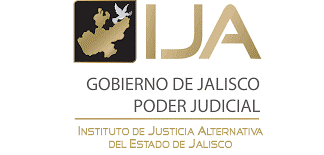 IJA
GOBIERNO DE JALISCO
PODER JUDICIAL
INSTITUTO DE JUSTICIA ALTERNATIVA
DEL ESTADO DE JALISCO